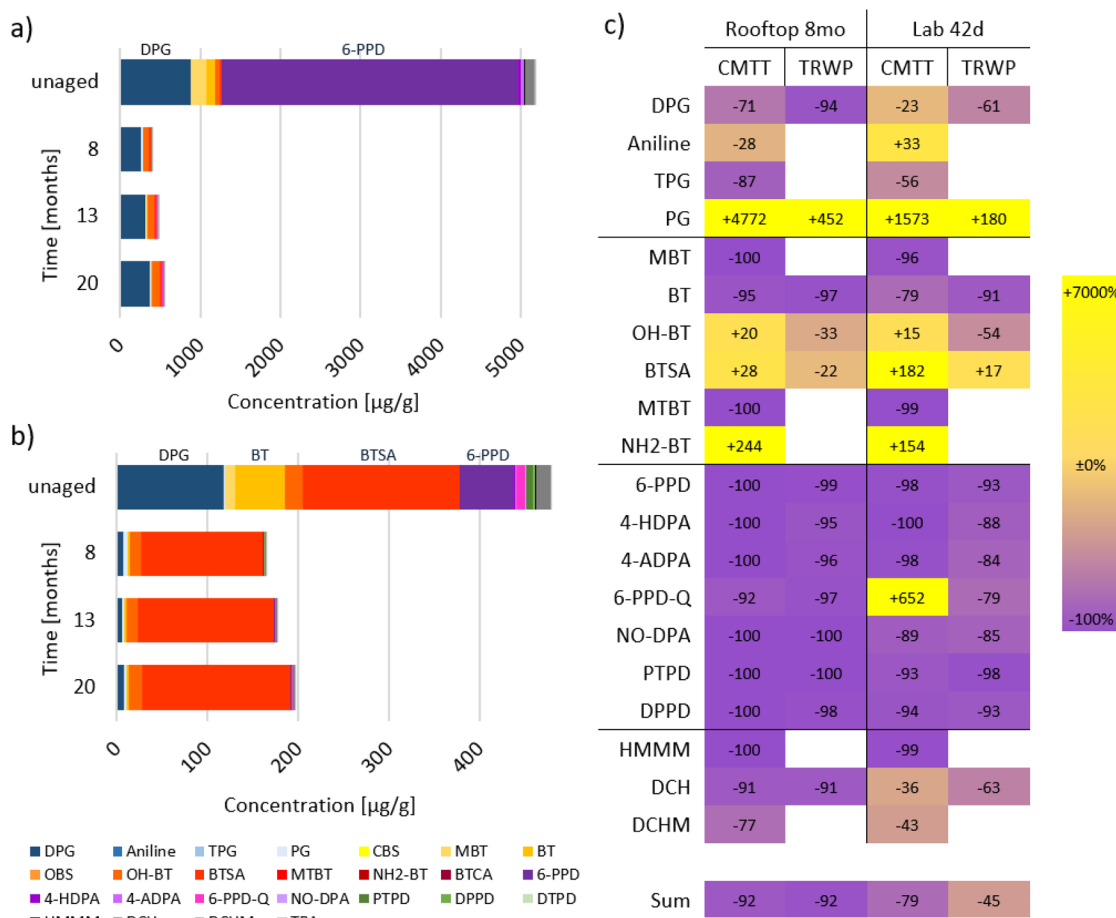 a)
DPG 6-PPD
unaged
8
13
20
Time [months]
0 1000 2000 3000 4000 5000
Concentration [µg/g]
b)
DPG BT BTSA 6-PPD
unaged
8
13
20
Time [months]
0 100 200 300 400
Concentration [µg/g]
DPG Aniline TPG PG CBS MBT BT
OBS OH-BT BTSA MTBT NH2-BT BTCA 6-PPD
4-HDPA 4-ADPA 6-PPD-Q NO-DPA PTPD DPPD DTPD
c)
Rooftop 8mo Lab 42d
CMTT TRWP CMTT TRWP
DPG -71 -94 -23 -61
Aniline -28 +33
TPG -87 -56
PG +4772 +452 +1573 +180
MBT -100 -96
BT -95 -97 -79 -91
OH-BT +20 -33 +15 -54
BTSA +28 -22 +182 +17
MTBT -100 -99
NH2-BT +244 +154
6-PPD -100 -99 -98 -93
4-HDPA -100 -95 -100 -88
4-ADPA -100 -96 -98 -84
6-PPD-Q -92 -97 +652 -79
NO-DPA -100 -100 -89 -85
PTPD -100 -100 -93 -98
DPPD -100 -98 -94 -93
HMMM -100 -99
DCH -91 -91 -36 -63
DCHM -77 -43
Sum -92 -92 -79 -45
+7000%
±0%
-100%